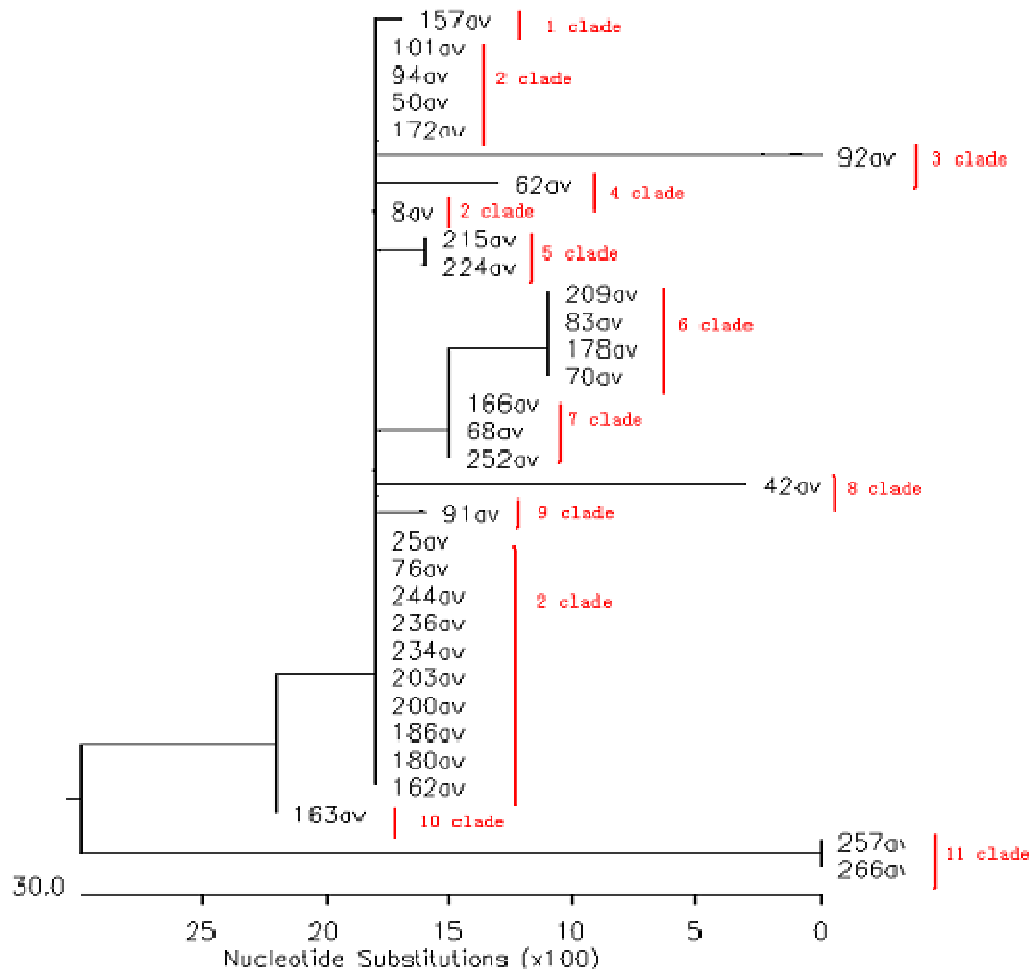 157av 1 clade
101av
94av 2 clade
50av
172av
92av 3 clade
62av 4 clade
8av 2 clade
215av
224av 5 clade
209av
83av 6 clade
178av
70av
166av
68av 7 clade
252av
42av 8 clade
91av 9 clade
25av
76av
244av 2 clade
236av
234av
203av
200av
186av
180av
162av
163av 10 clade
257av
266av 11 clade
30.0
25 20 15 10 5 0
Nucleotide Substitutions (x100)